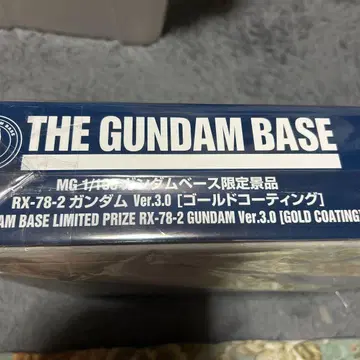 THE GUNDAM BASE
MG 1/100 ガンダムベース限定景品
RX-78-2 ガンダム Ver.3.0 [ゴールドコーティング]
AM BASE LIMITED PRIZE RX-78-2 GUNDAM Ver.3.0 [GOLD COATING]